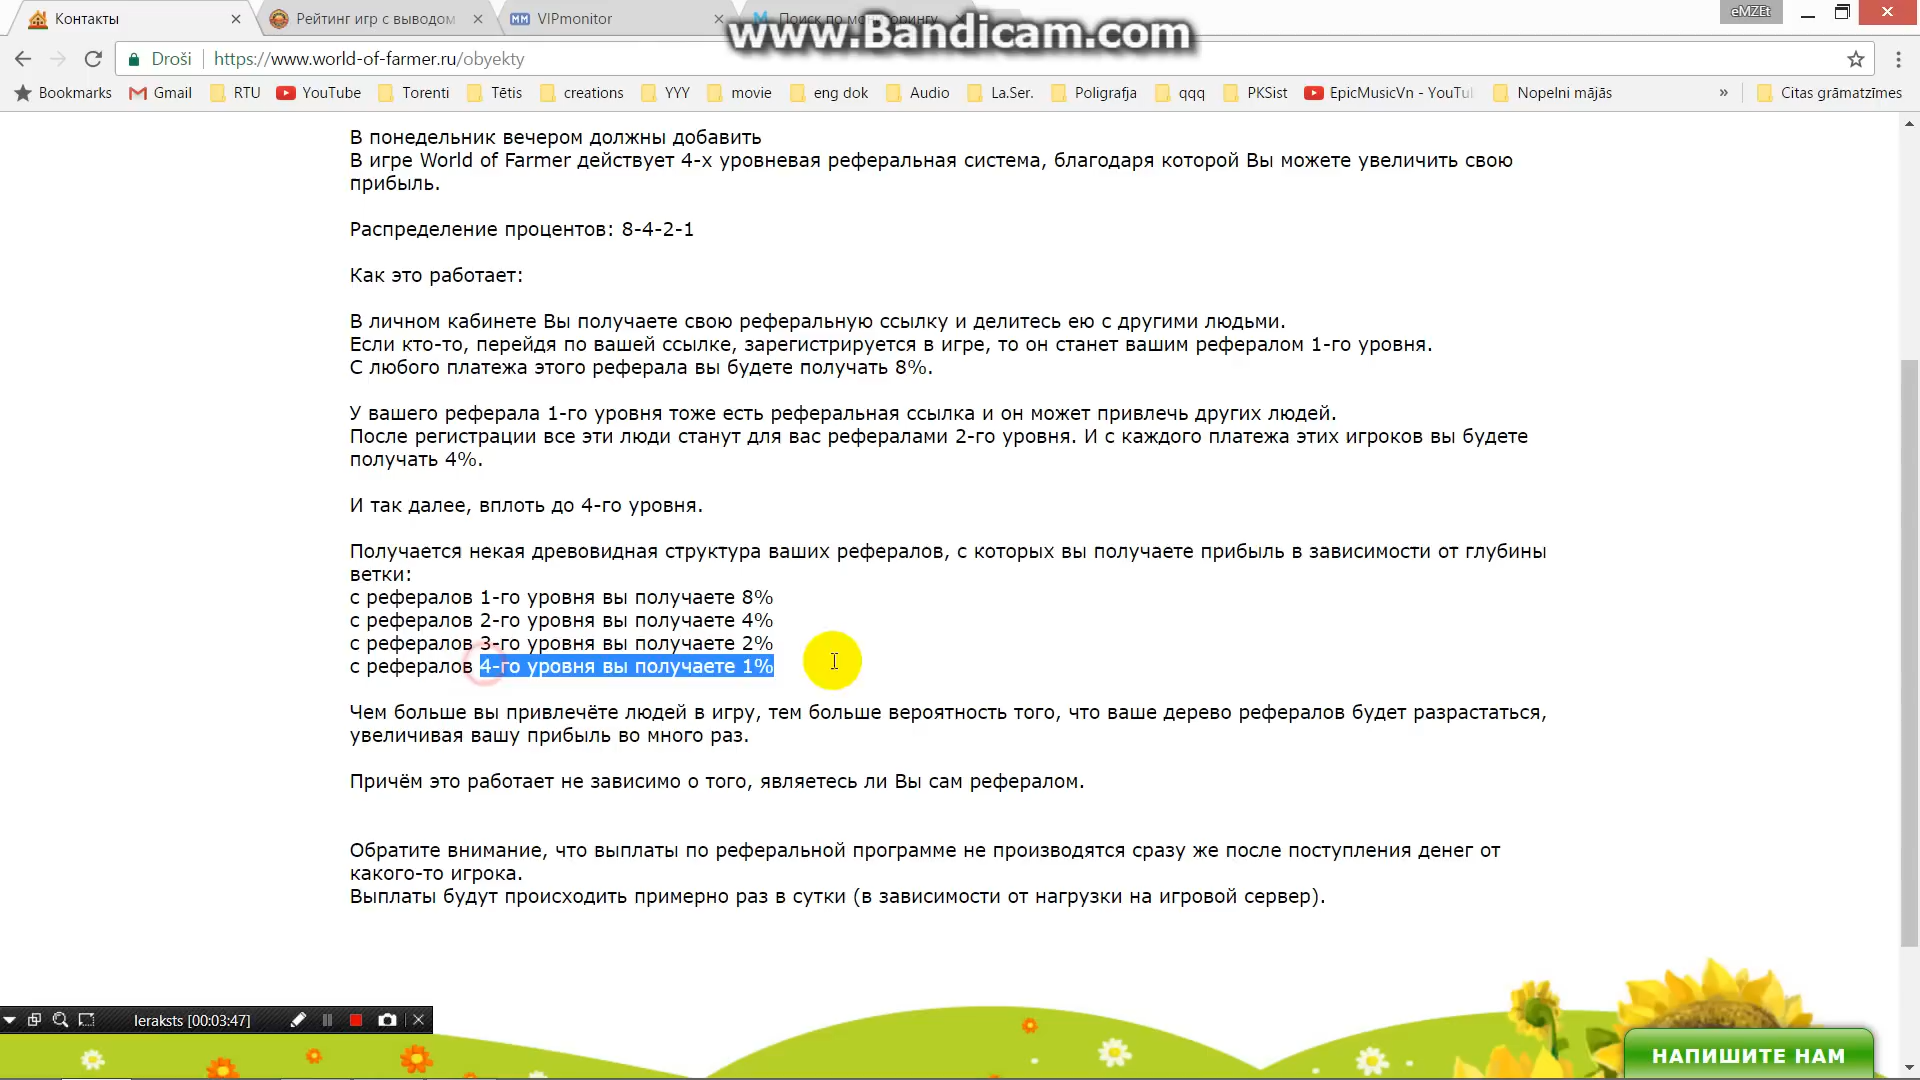 Контакты
Рейтинг игр с выводом
VIPmonitor
Поиск по мониторингу
eMZEt
www.Bandicam.com
Droši
https://www.world-of-farmer.ru/obyekty
Bookmarks Gmail RTU YouTube Torenti Tētis creations YYY movie eng dok Audio La.Ser. Poligrafja qqq PKSist EpicMusicVn - YouTu Nopelni mājās » Citas grāmatzīmes
В понедельник вечером должны добавить
В игре World of Farmer действует 4-х уровневая реферальная система, благодаря которой Вы можете увеличить свою
прибыль.
Распределение процентов: 8-4-2-1
Как это работает:
В личном кабинете Вы получаете свою реферальную ссылку и делитесь ею с другими людьми.
Если кто-то, перейдя по вашей ссылке, зарегистрируется в игре, то он станет вашим рефералом 1-го уровня.
С любого платежа этого реферала вы будете получать 8%.
У вашего реферала 1-го уровня тоже есть реферальная ссылка и он может привлечь других людей.
После регистрации все эти люди станут для вас рефералами 2-го уровня. И с каждого платежа этих игроков вы будете
получать 4%.
И так далее, вплоть до 4-го уровня.
Получается некая древовидная структура ваших рефералов, с которых вы получаете прибыль в зависимости от глубины
ветки:
с рефералов 1-го уровня вы получаете 8%
с рефералов 2-го уровня вы получаете 4%
с рефералов 3-го уровня вы получаете 2%
с рефералов 4-го уровня вы получаете 1%
Чем больше вы привлечёте людей в игру, тем больше вероятность того, что ваше дерево рефералов будет разрастаться,
увеличивая вашу прибыль во много раз.
Причём это работает не зависимо о того, являетесь ли Вы сам рефералом.
Обратите внимание, что выплаты по реферальной программе не производятся сразу же после поступления денег от
какого-то игрока.
Выплаты будут происходить примерно раз в сутки (в зависимости от нагрузки на игровой сервер).
Ieraksts [00:03:47]
НАПИШИТЕ НАМ